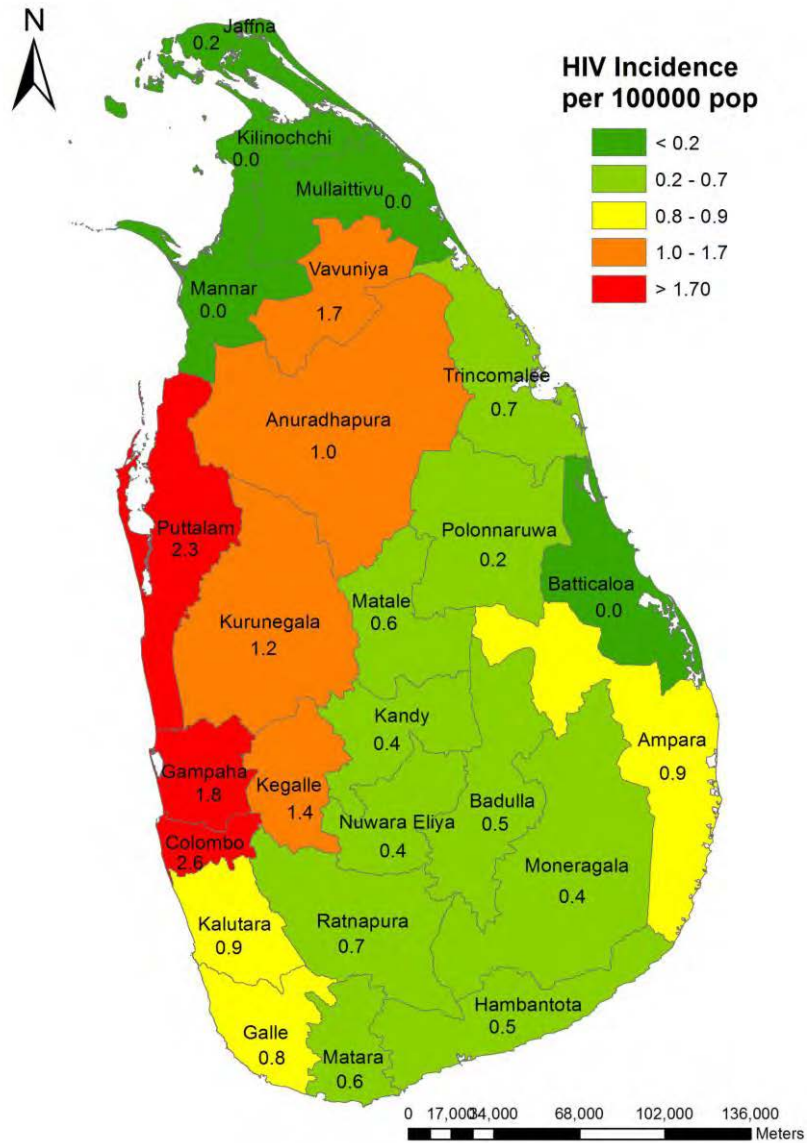 N
Jaffna
0.2
HIV Incidence
per 100000 pop
< 0.2
0.2 - 0.7
0.8 - 0.9
1.0 - 1.7
> 1.70
Kilinochchi
0.0
Mullaittivu 0.0
Vavuniya
1.7
Mannar
0.0
Trincomalee
0.7
Anuradhapura
1.0
Puttalam
2.3
Polonnaruwa
0.2
Batticaloa
0.0
Matale
0.6
Kurunegala
1.2
Kandy
0.4
Ampara
0.9
Gampaha
1.8
Kegalle
1.4
Badulla
0.5
Nuwara Eliya
0.4
Colombo
2.6
Moneragala
0.4
Kalutara
0.9
Ratnapura
0.7
Hambantota
0.5
Galle
0.8
Matara
0.6
0 17,000 34,000 68,000 102,000 136,000
Meters